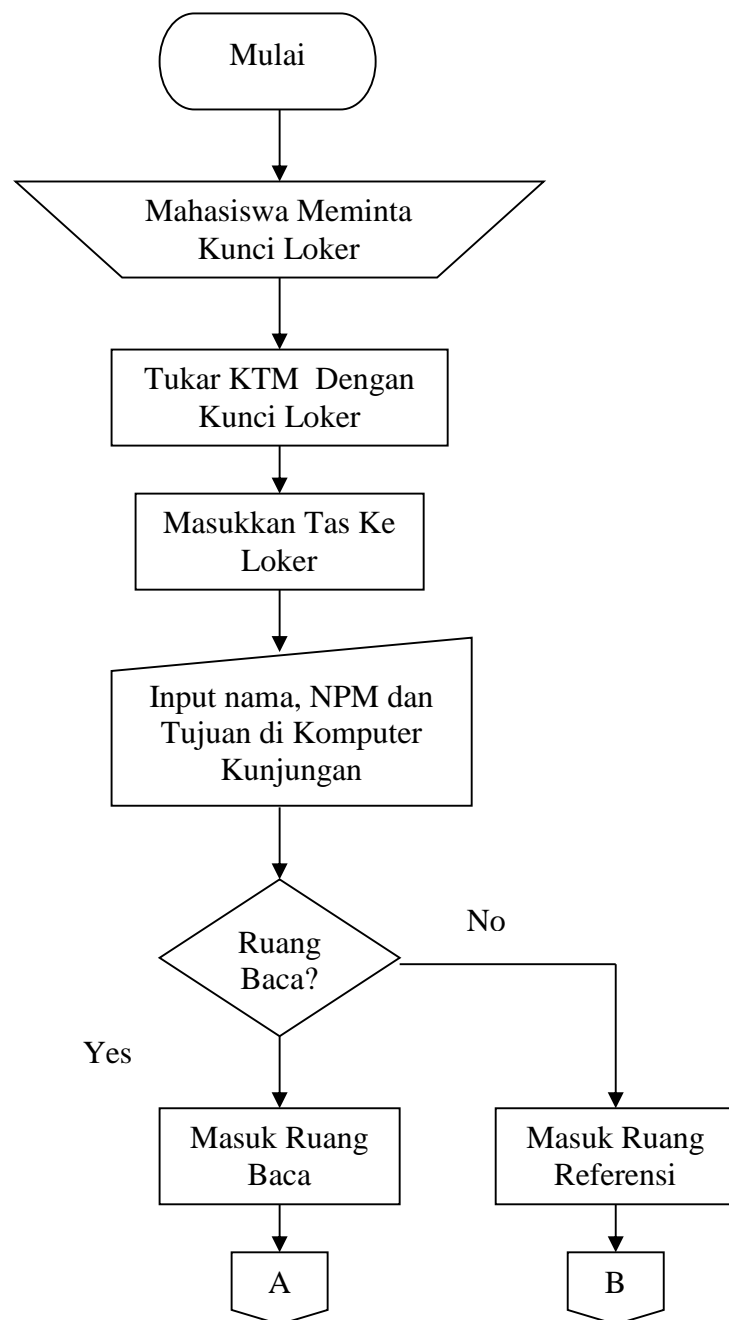 Mulai
Mahasiswa Meminta
Kunci Loker
Tukar KTM  Dengan
Kunci Loker
Masukkan Tas Ke
Loker
Input nama, NPM dan
Tujuan di Komputer
Kunjungan
Ruang
Baca?
No
Yes
Masuk Ruang
Baca
Masuk Ruang
Referensi
A
B